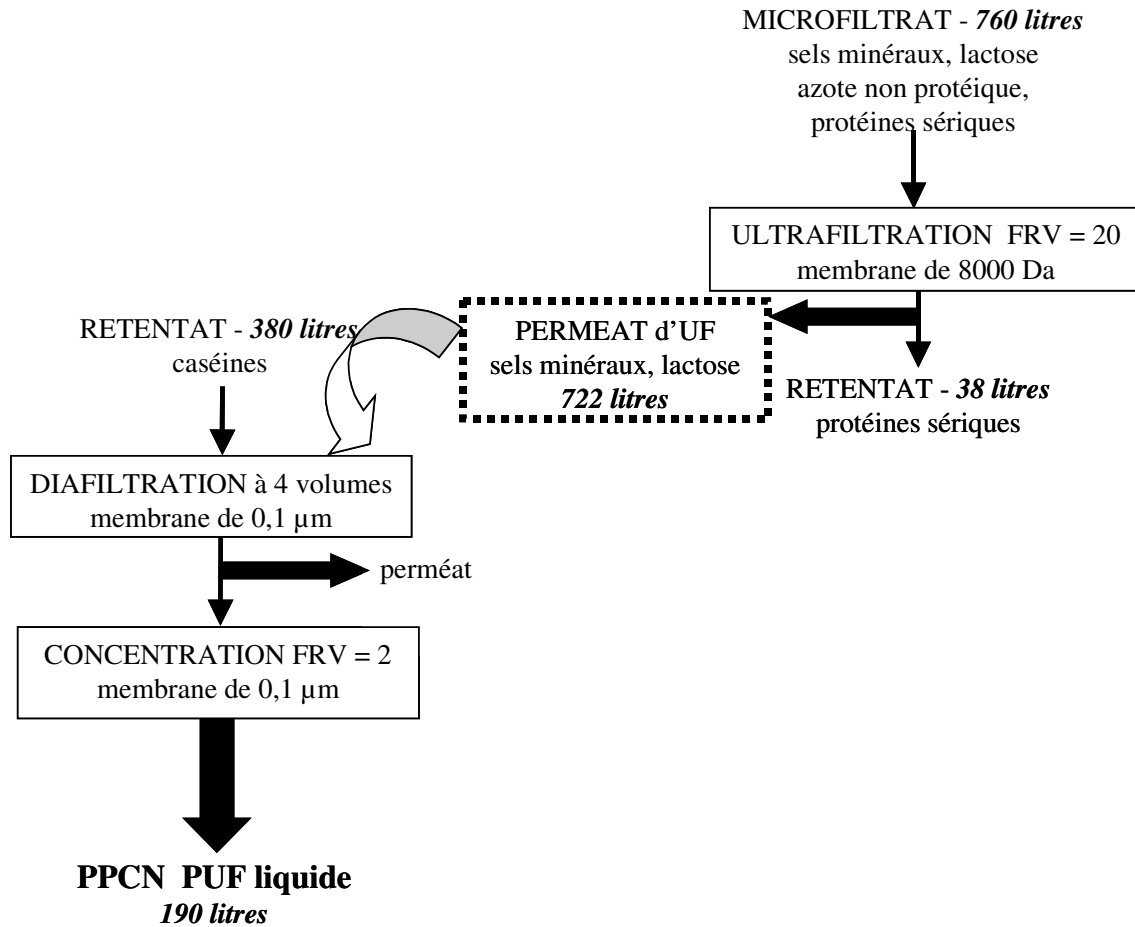 MICROFILTRAT - 760 litres
sels minéraux, lactose
azote non protéique,
protéines sériques
ULTRAFILTRATION FRV = 20
membrane de 8000 Da
PERMEAT d'UF
sels minéraux, lactose
722 litres
RETENTAT - 38 litres
protéines sériques
RETENTAT - 380 litres
caséines
DIAFILTRATION à 4 volumes
membrane de 0,1 µm
perméat
CONCENTRATION FRV = 2
membrane de 0,1 µm
PPCN PUF liquide
190 litres